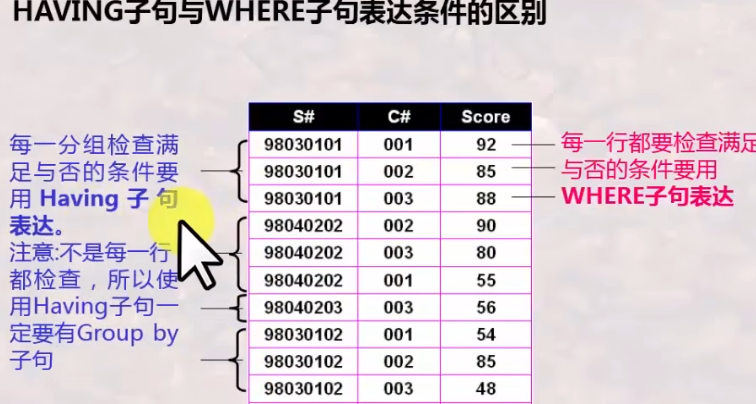 HAVING子句与WHERE子句表达条件的区别
每一分组检查满
足与否的条件要
用 Having 子 句
表达。
注意:不是每一行
都检查，所以使
用Having子句一
定要有Group by
子句
S# C# Score
98030101 001 92
98030101 002 85
98030101 003 88
98040202 002 90
98040202 003 80
98040202 001 55
98040203 003 56
98030102 001 54
98030102 002 85
98030102 003 48
每一行都要检查满足
与否的条件要用
WHERE子句表达